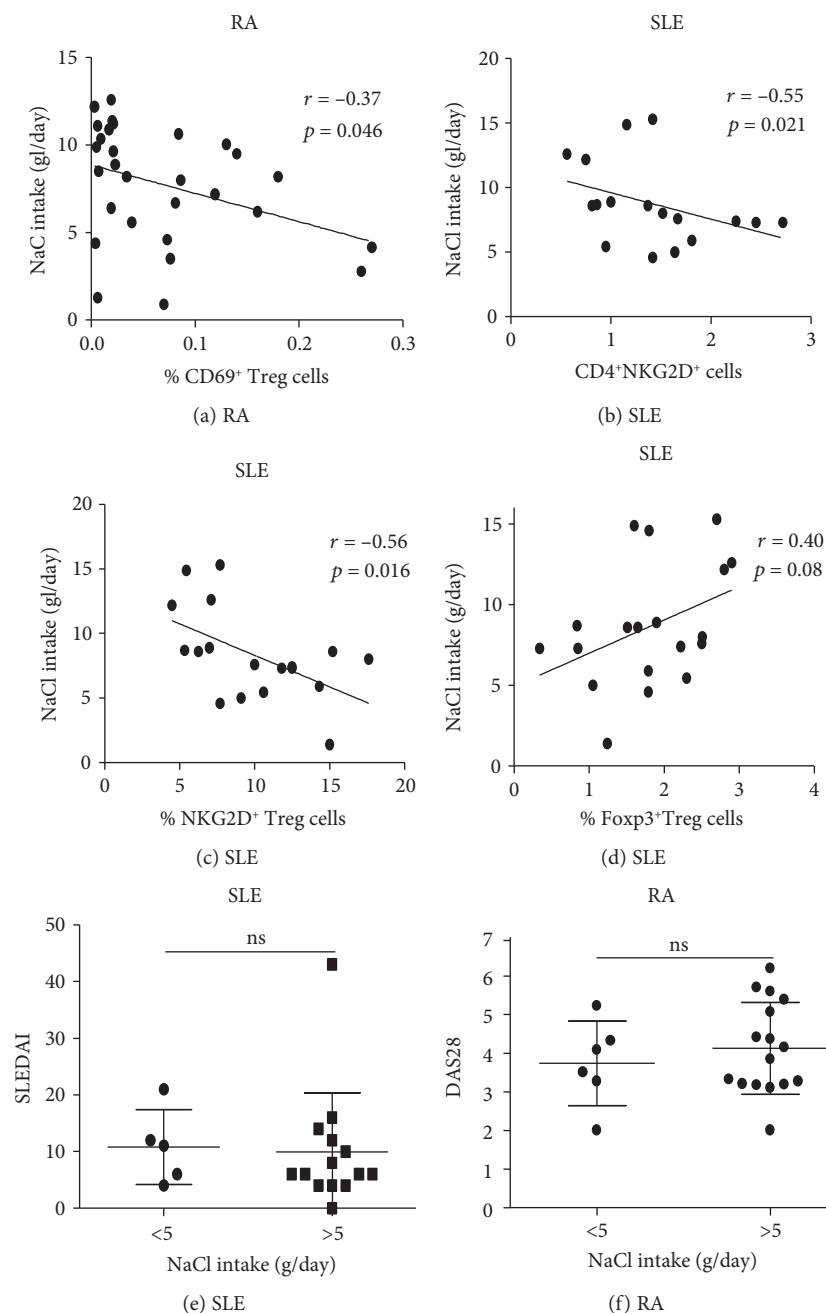 RA
15
10
5
0
NaC intake (gl/day)
r = –0.37
p = 0.046
0.0 0.1 0.2 0.3
% CD69+ Treg cells
(a) RA
SLE
20
15
10
5
0
NaCl intake (gl/day)
r = –0.55
p = 0.021
0 1 2 3
CD4+NKG2D+ cells
(b) SLE
SLE
20
15
10
5
0
NaCl intake (gl/day)
r = –0.56
p = 0.016
0 5 10 15 20
% NKG2D+ Treg cells
(c) SLE
SLE
15
10
5
0
NaCl intake (g/day)
r = 0.40
p = 0.08
0 1 2 3 4
% Foxp3+Treg cells
(d) SLE
SLE
50
40
30
20
10
0
SLEDAI
ns
<5 >5
NaCl intake (g/day)
(e) SLE
RA
7
6
5
4
3
2
1
0
DAS28
ns
<5 >5
NaCl intake (g/day)
(f) RA